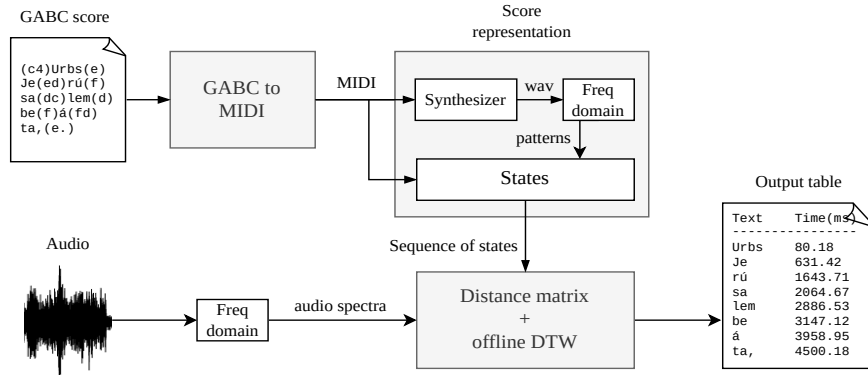 GABC score
(c4)Urbs(e)
Je(ed)rú(f)
sa(dc)lem(d)
be(f)á(fd)
ta,(e.)
GABC to
MIDI
MIDI
Score
representation
Synthesizer
wav
Freq
domain
patterns
States
Sequence of states
Audio
Freq
domain
audio spectra
Distance matrix
+
offline DTW
Output table
Text Time(ms)
----------------
Urbs 80.18
Je 631.42
rú 1643.71
sa 2064.67
lem 2886.53
be 3147.12
á 3958.95
ta, 4500.18